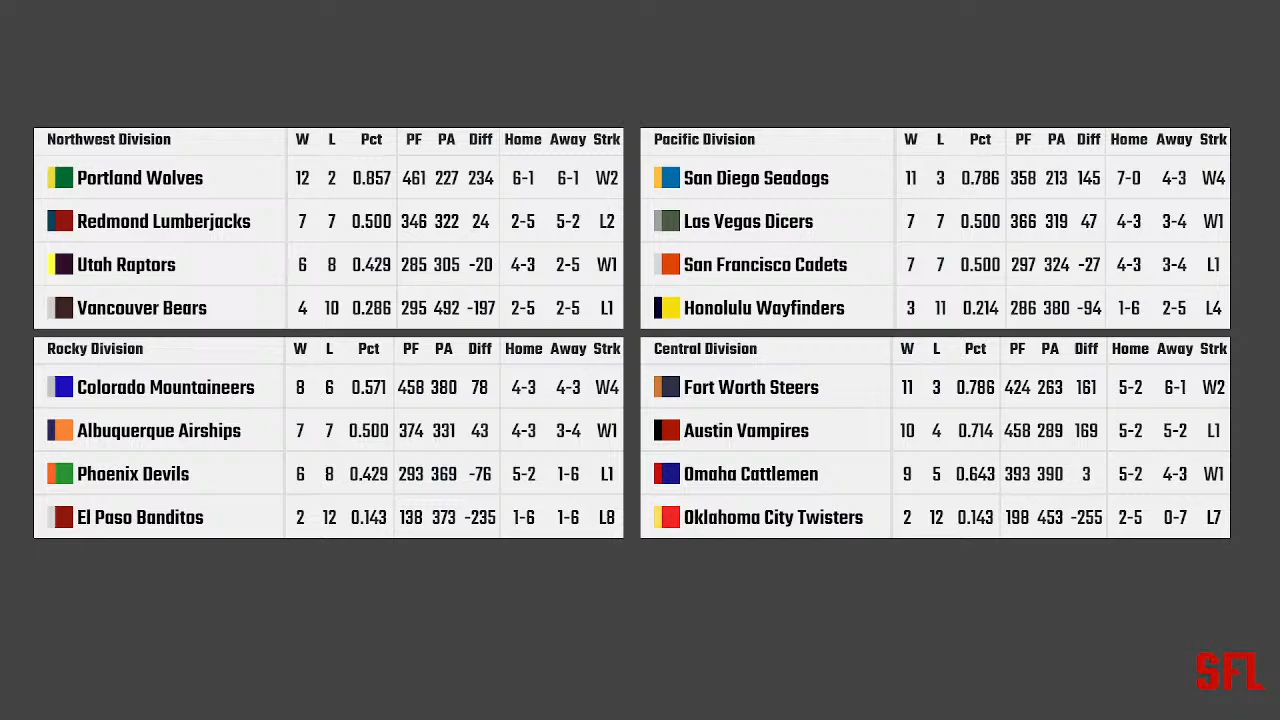 Northwest Division W L Pct PF PA Diff Home Away Strk
Portland Wolves 12 2 0.857 461 227 234 6-1 6-1 W2
Redmond Lumberjacks 7 7 0.500 346 322 24 2-5 5-2 L2
Utah Raptors 6 8 0.429 285 305 -20 4-3 2-5 W1
Vancouver Bears 4 10 0.286 295 492 -197 2-5 2-5 L1
Pacific Division W L Pct PF PA Diff Home Away Strk
San Diego Seadogs 11 3 0.786 358 213 145 7-0 4-3 W4
Las Vegas Dicers 7 7 0.500 366 319 47 4-3 3-4 W1
San Francisco Cadets 7 7 0.500 297 324 -27 4-3 3-4 L1
Honolulu Wayfinders 3 11 0.214 286 380 -94 1-6 2-5 L4
Rocky Division W L Pct PF PA Diff Home Away Strk
Colorado Mountaineers 8 6 0.571 458 380 78 4-3 4-3 W4
Albuquerque Airships 7 7 0.500 374 331 43 4-3 3-4 W1
Phoenix Devils 6 8 0.429 293 369 -76 5-2 1-6 L1
El Paso Banditos 2 12 0.143 138 373 -235 1-6 1-6 L8
Central Division W L Pct PF PA Diff Home Away Strk
Fort Worth Steers 11 3 0.786 424 263 161 5-2 6-1 W2
Austin Vampires 10 4 0.714 458 289 169 5-2 5-2 L1
Omaha Cattlemen 9 5 0.643 393 390 3 5-2 4-3 W1
Oklahoma City Twisters 2 12 0.143 198 453 -255 2-5 0-7 L7
SFL